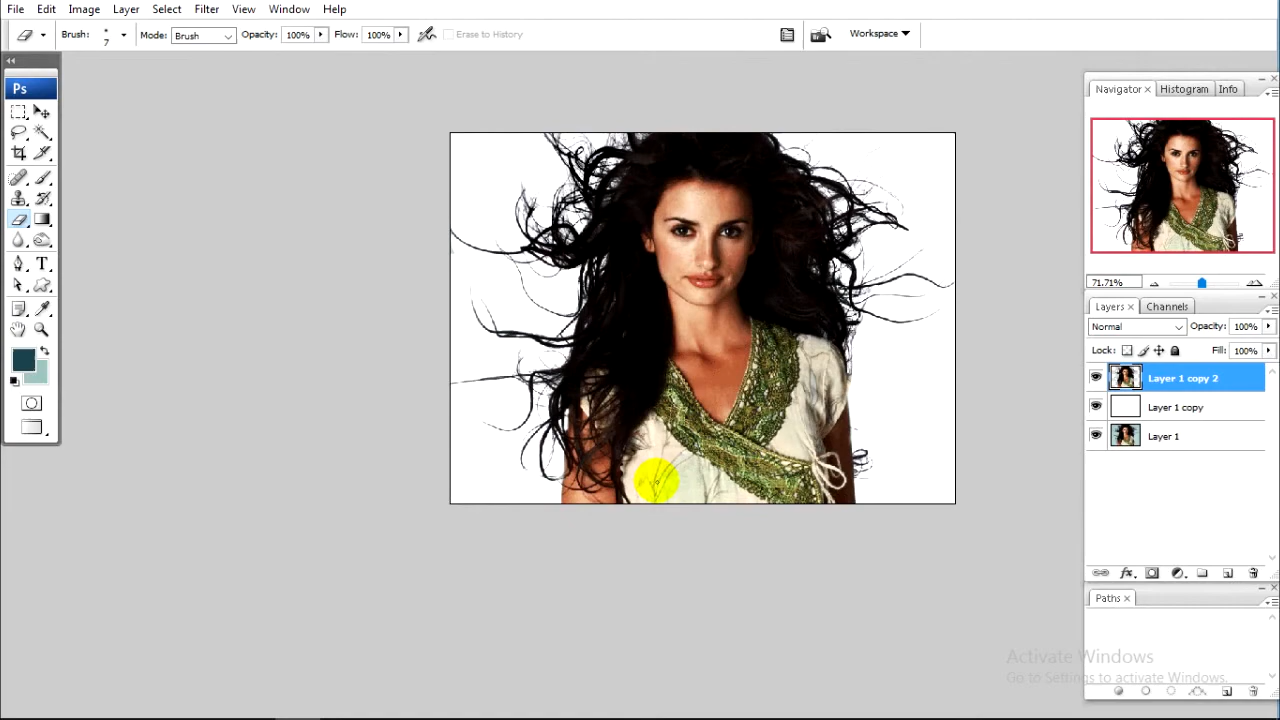 File Edit Image Layer Select Filter View Window Help
Brush: 7 Mode: Brush Opacity: 100% Flow: 100% Erase to History Workspace
Ps
Navigator Histogram Info
71.71%
Layers Channels
Normal Opacity: 100%
Lock: Fill: 100%
Layer 1 copy 2
Layer 1 copy
Layer 1
Paths
Activate Windows
Go to Settings to activate Windows.